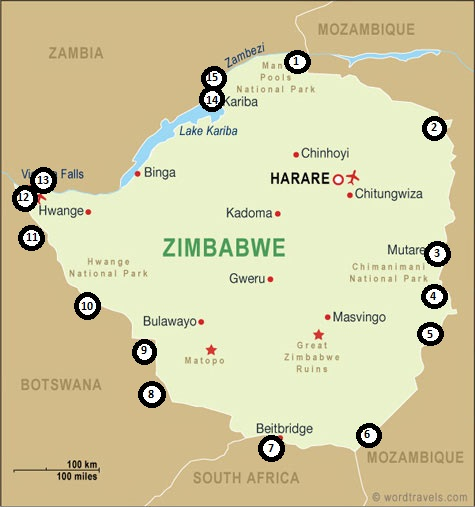 MOZAMBIQUE
ZAMBIA
Zambezi
1
15
Pools
National Park
14
Kariba
Lake Kariba
2
Chinhoyi
HARARE
Chitungwiza
Binga
13
Falls
12
Hwange
Kadoma
11
ZIMBABWE
Mutare
3
Hwange
National Park
Chimanimani
National Park
Gweru
4
10
Bulawayo
Masvingo
5
9
Matopo
Great
Zimbabwe
Ruins
BOTSWANA
8
Beitbridge
6
7
MOZAMBIQUE
100 km
100 miles
SOUTH AFRICA
© wordtravels.com